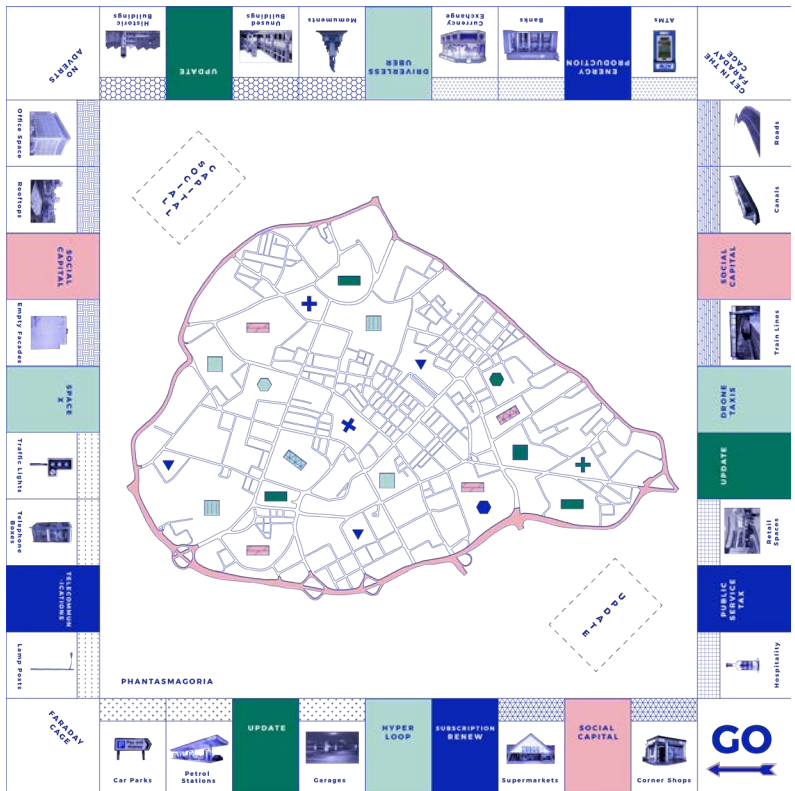 NO
ADVERTS
Historic
Buildings
UPDATE
Unused
Buildings
Monuments
DRIVERLESS
UBER
Currency
Exchange
Banks
ENERGY
PRODUCTION
ATMs
ATM
GET IN THE
FARADAY
CAGE
Office Space
Rooftops
SOCIAL
CAPITAL
Empty Facades
SPACE
X
Traffic Lights
Telephone
Boxes
TELECOMMUN
-ICATIONS
Lamp Posts
CAPITAL
SOCIAL
Roads
Canals
SOCIAL
CAPITAL
Train Lines
DRONE
TAXIS
UPDATE
Retail
Spaces
PUBLIC
SERVICE
TAX
Hospitality
UPDATE
PHANTASMAGORIA
FARADAY
CAGE
Car Parks
Petrol
Stations
UPDATE
Garages
HYPER
LOOP
SUBSCRIPTION
RENEW
Supermarkets
SOCIAL
CAPITAL
Corner Shops
GO